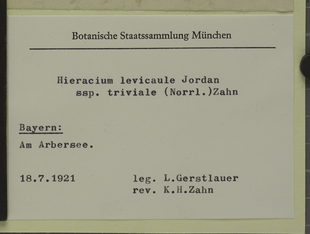 Botanische Staatssammlung München
Hieracium levicaule Jordan
ssp. triviale (Norrl.)Zahn
Bayern:
Am Arbersee.
18.7.1921 leg. L.Gerstlauer
rev. K.H.Zahn